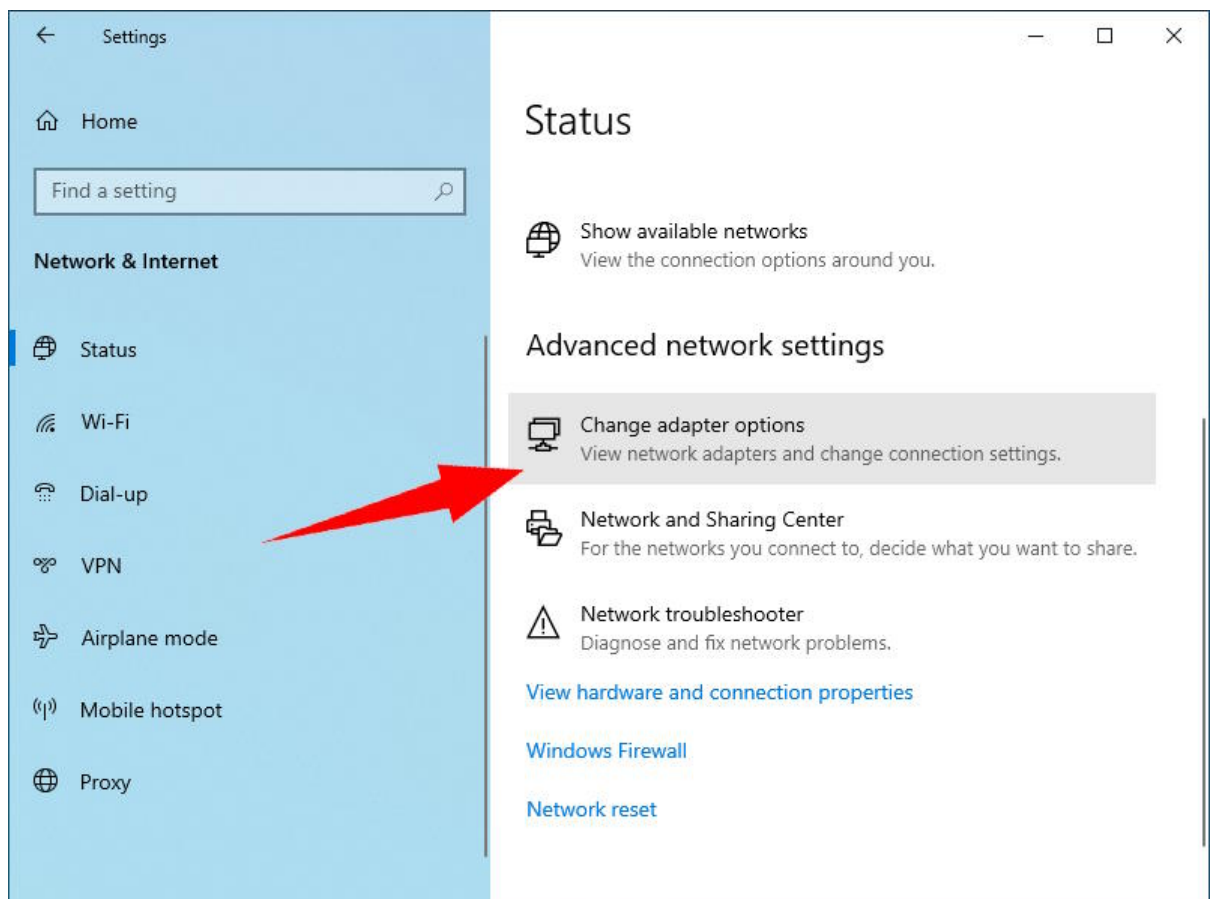 Settings
Home
Find a setting
Network & Internet
Status
Wi-Fi
Dial-up
VPN
Airplane mode
Mobile hotspot
Proxy
Status
Show available networks
View the connection options around you.
Advanced network settings
Change adapter options
View network adapters and change connection settings.
Network and Sharing Center
For the networks you connect to, decide what you want to share.
Network troubleshooter
Diagnose and fix network problems.
View hardware and connection properties
Windows Firewall
Network reset